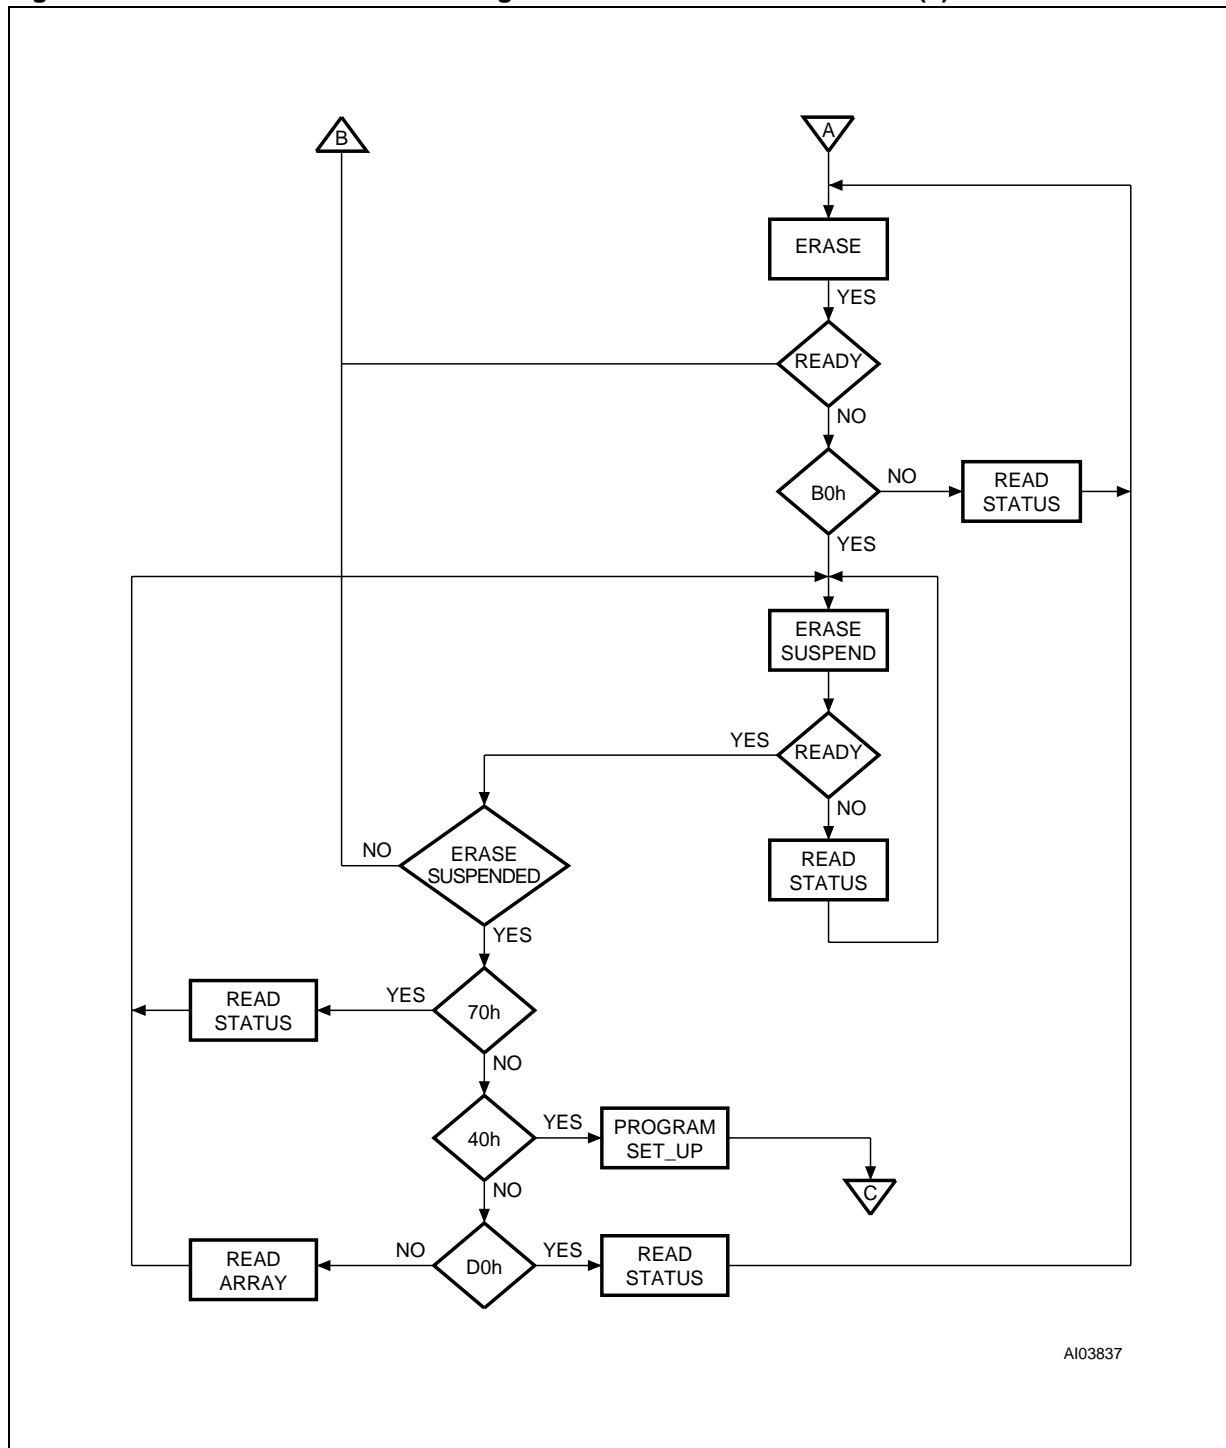 B
A
ERASE
YES
READY
NO
B0h
NO
READ
STATUS
YES
ERASE
SUSPEND
YES
READY
NO
NO
ERASE
SUSPENDED
READ
STATUS
YES
READ
STATUS
YES
70h
NO
40h
YES
PROGRAM
SET_UP
C
NO
READ
ARRAY
NO
D0h
YES
READ
STATUS
AI03837